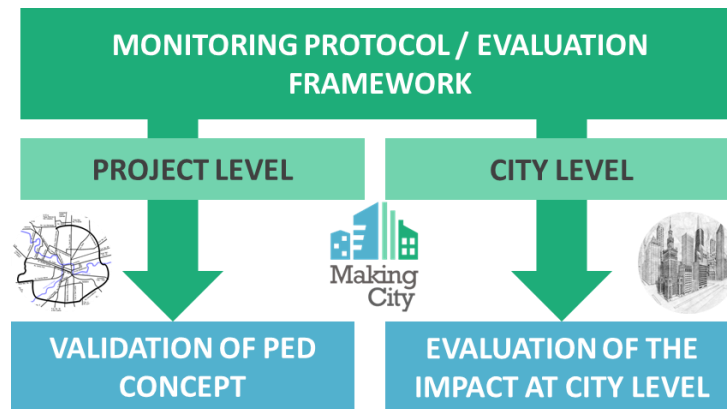 MONITORING PROTOCOL / EVALUATION
FRAMEWORK
PROJECT LEVEL
CITY LEVEL
Making
City
VALIDATION OF PED
CONCEPT
EVALUATION OF THE
IMPACT AT CITY LEVEL